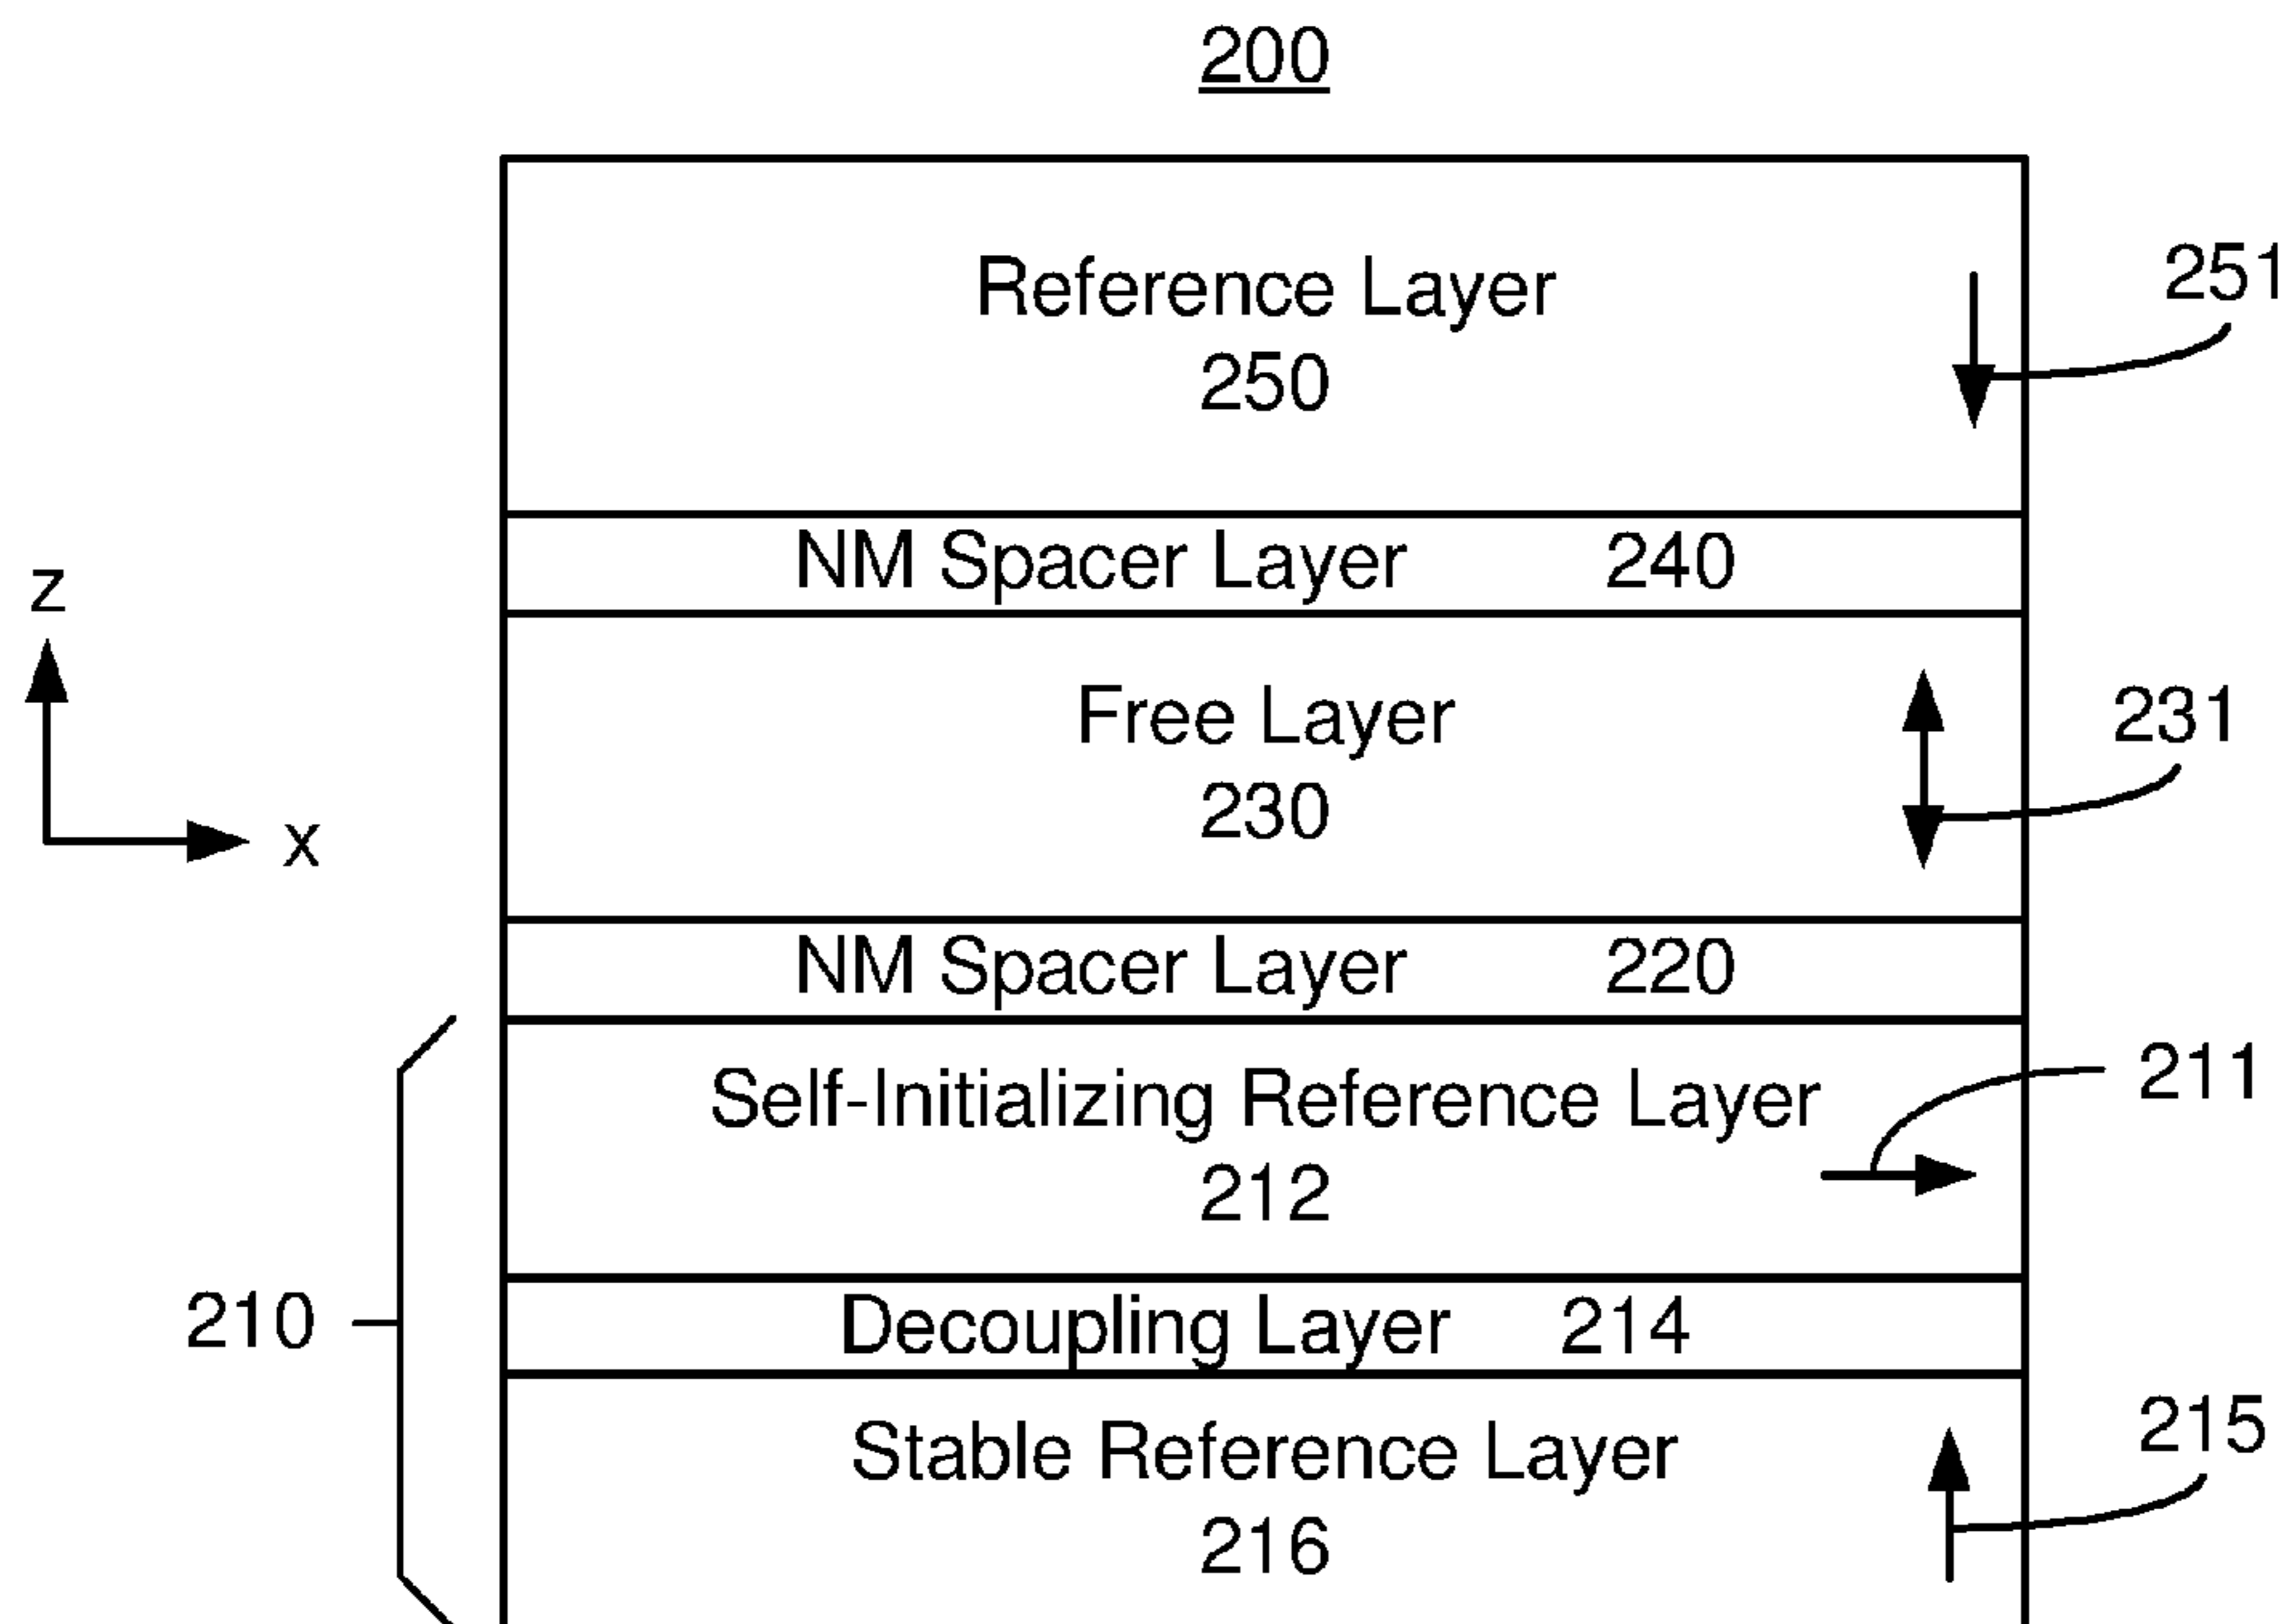 200
Reference Layer
250
251
NM Spacer Layer 240
z
x
Free Layer
230
231
NM Spacer Layer 220
Self-Initializing Reference Layer
212
211
210
Decoupling Layer 214
Stable Reference Layer
216
215